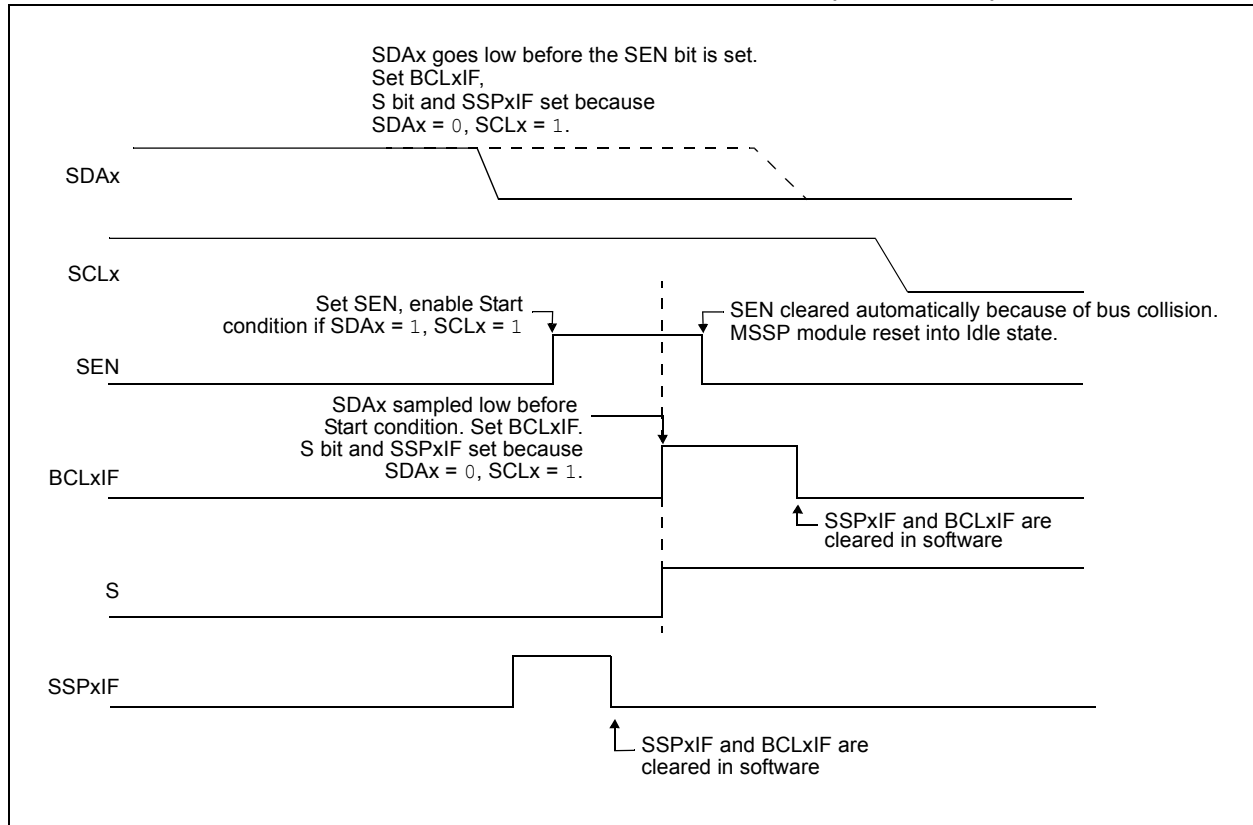 SDAx goes low before the SEN bit is set.
Set BCLxIF,
S bit and SSPxIF set because
SDAx = 0, SCLx = 1.
SDAx
SCLx
Set SEN, enable Start
condition if SDAx = 1, SCLx = 1
SEN cleared automatically because of bus collision.
MSSP module reset into Idle state.
SEN
SDAx sampled low before
Start condition. Set BCLxIF.
S bit and SSPxIF set because
SDAx = 0, SCLx = 1.
BCLxIF
SSPxIF and BCLxIF are
cleared in software
S
SSPxIF
SSPxIF and BCLxIF are
cleared in software